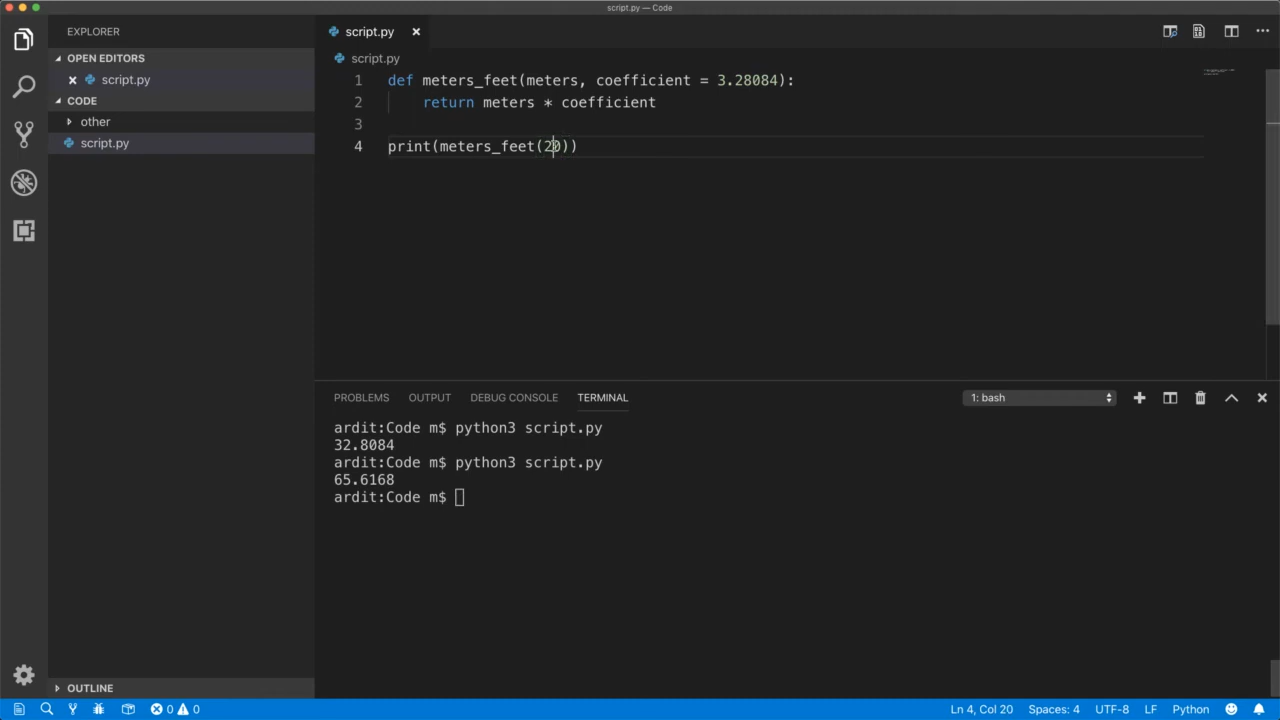 script.py — Code
EXPLORER
OPEN EDITORS
script.py
CODE
other
script.py
OUTLINE
script.py
script.py
1 def meters_feet(meters, coefficient = 3.28084):
2 return meters * coefficient
3
4 print(meters_feet(20))
PROBLEMS OUTPUT DEBUG CONSOLE TERMINAL 1: bash
ardit:Code m$ python3 script.py
32.8084
ardit:Code m$ python3 script.py
65.6168
ardit:Code m$
0 0 Ln 4, Col 20 Spaces: 4 UTF-8 LF Python